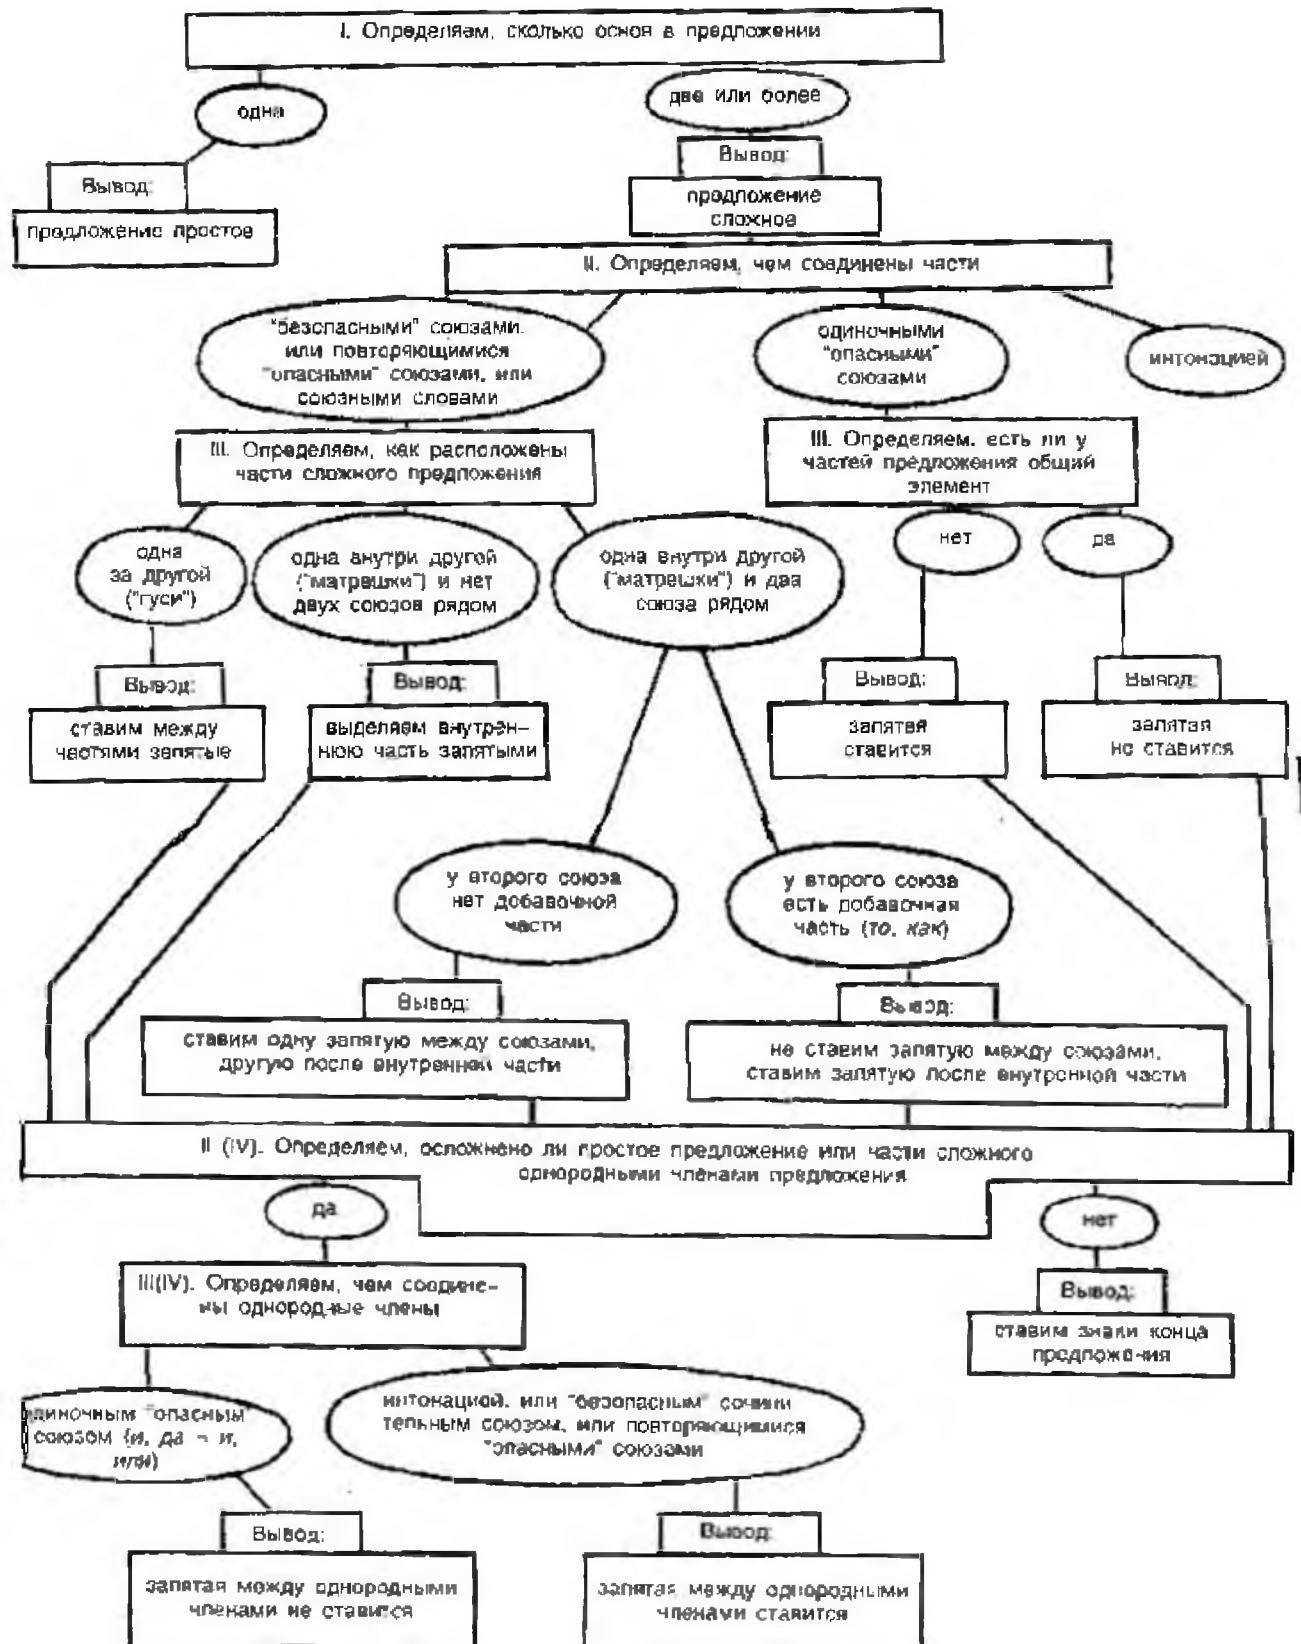 I. Определяем, сколько основ в предложении
одна
две или более
Вывод:
предложение простое
Вывод:
предложение
сложное
II. Определяем, чем соединены части
"безопасными" союзами,
или повторяющимися
"опасными" союзами, или
союзными словами
одиночными
"опасными"
союзами
интонацией
III. Определяем, как расположены
части сложного предложения
III. Определяем, есть ли у
частей предложения общий
элемент
одна
за другой
("гуси")
одна внутри другой
("матрешки") и нет
двух союзов рядом
одна внутри другой
("матрешки") и два
союза рядом
нет
да
Вывод:
ставим между
частями запятые
Вывод:
выделяем внутрен-
нюю часть запятыми
Вывод:
запятая
ставится
Вывод:
запятая
не ставится
у второго союза
нет добавочной
части
у второго союза
есть добавочная
часть (то, как)
Вывод:
ставим одну запятую между союзами,
другую после внутренней части
Вывод:
не ставим запятую между союзами,
ставим запятую после внутренней части
II (IV). Определяем, осложнено ли простое предложение или части сложного
однородными членами предложения
да
нет
III(IV). Определяем, чем соедине-
ны однородные члены
Вывод:
ставим знаки конца
предложения
одиночным "опасным"
союзом (и, да = и,
или)
интонацией, или "безопасным" сочини
тельным союзом, или повторяющимися
"опасными" союзами
Вывод:
запятая между однородными
членами не ставится
Вывод:
запятая между однородными
членами ставится